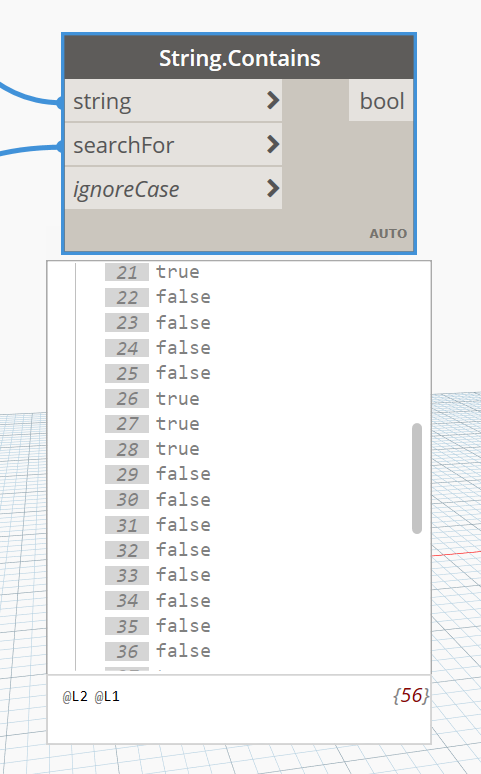 String.Contains
string
bool
searchFor
ignoreCase
AUTO
21 true
22 false
23 false
24 false
25 false
26 true
27 true
28 true
29 false
30 false
31 false
32 false
33 false
34 false
35 false
36 false
@L2 @L1 {56}